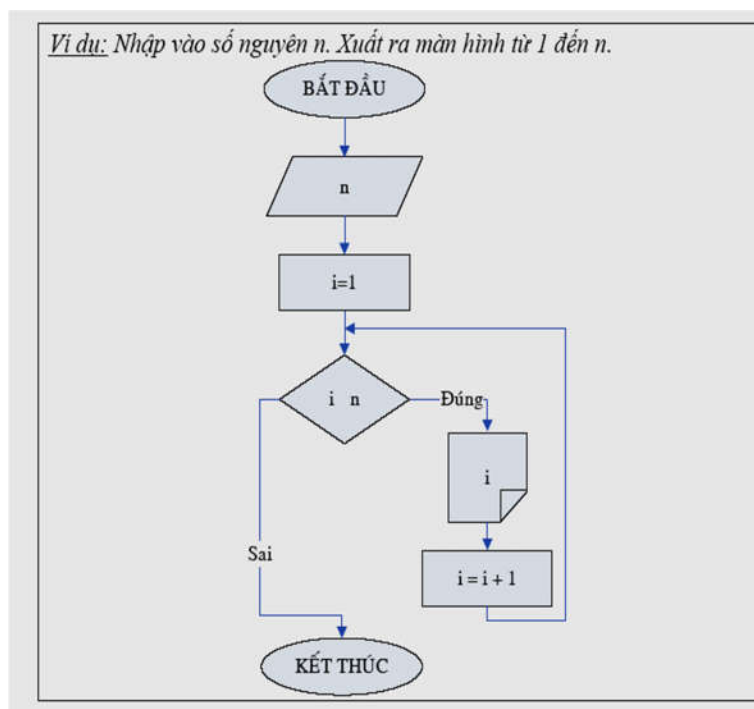 Ví dụ: Nhập vào số nguyên n. Xuất ra màn hình từ 1 đến n.
BẮT ĐẦU
n
i=1
i n
Đúng
i
i = i + 1
Sai
KẾT THÚC